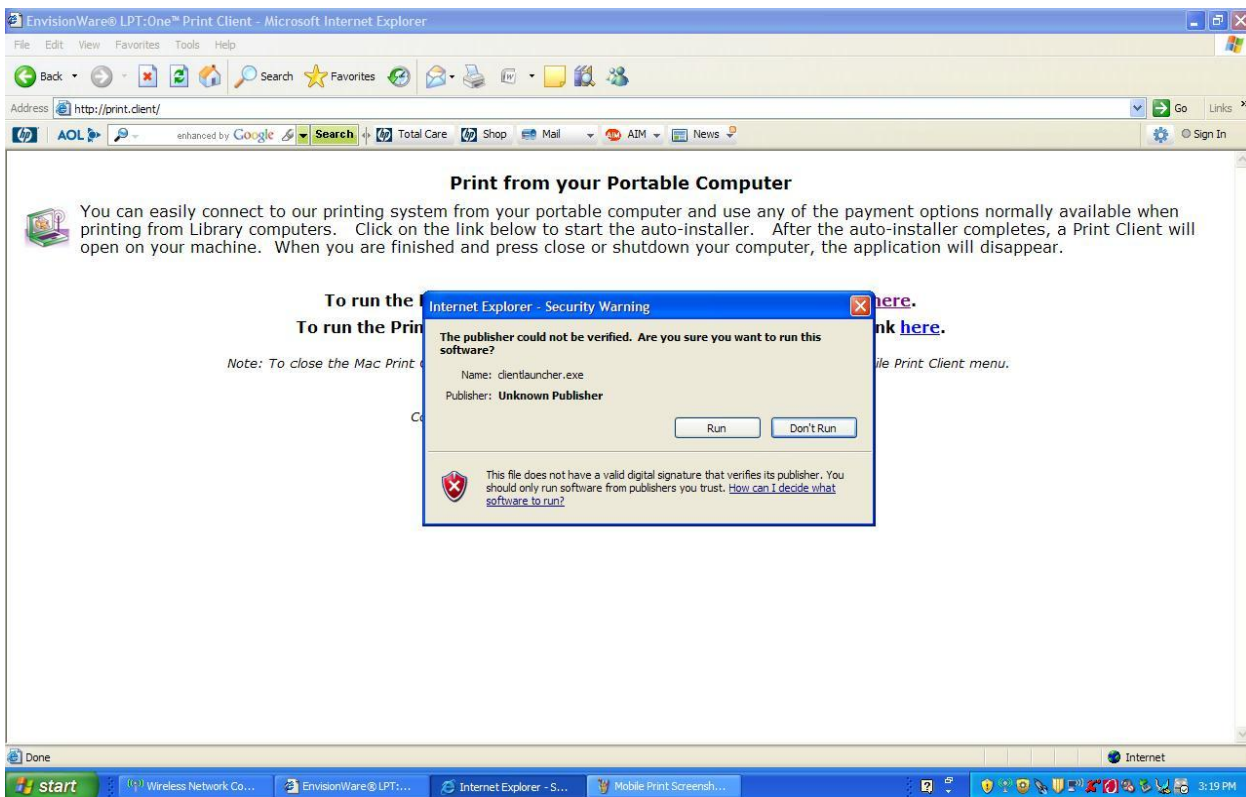 EnvisionWare® LPT:One™ Print Client - Microsoft Internet Explorer
File Edit View Favorites Tools Help
Back Search Favorites
Address http://print.client/ Go Links »
hp AOL enhanced by Google Search Total Care Shop Mail AIM News Sign In
Print from your Portable Computer
You can easily connect to our printing system from your portable computer and use any of the payment options normally available when
printing from Library computers. Click on the link below to start the auto-installer. After the auto-installer completes, a Print Client will
open on your machine. When you are finished and press close or shutdown your computer, the application will disappear.
To run the here.
To run the Prin nk here.
Note: To close the Mac Print ile Print Client menu.
Internet Explorer - Security Warning
The publisher could not be verified. Are you sure you want to run this
software?
Name: clientlauncher.exe
Publisher: Unknown Publisher
Run Don't Run
This file does not have a valid digital signature that verifies its publisher. You
should only run software from publishers you trust. How can I decide what
software to run?
Done Internet
start Wireless Network Co... EnvisionWare® LPT:... Internet Explorer - S... Mobile Print Screensh... 3:19 PM